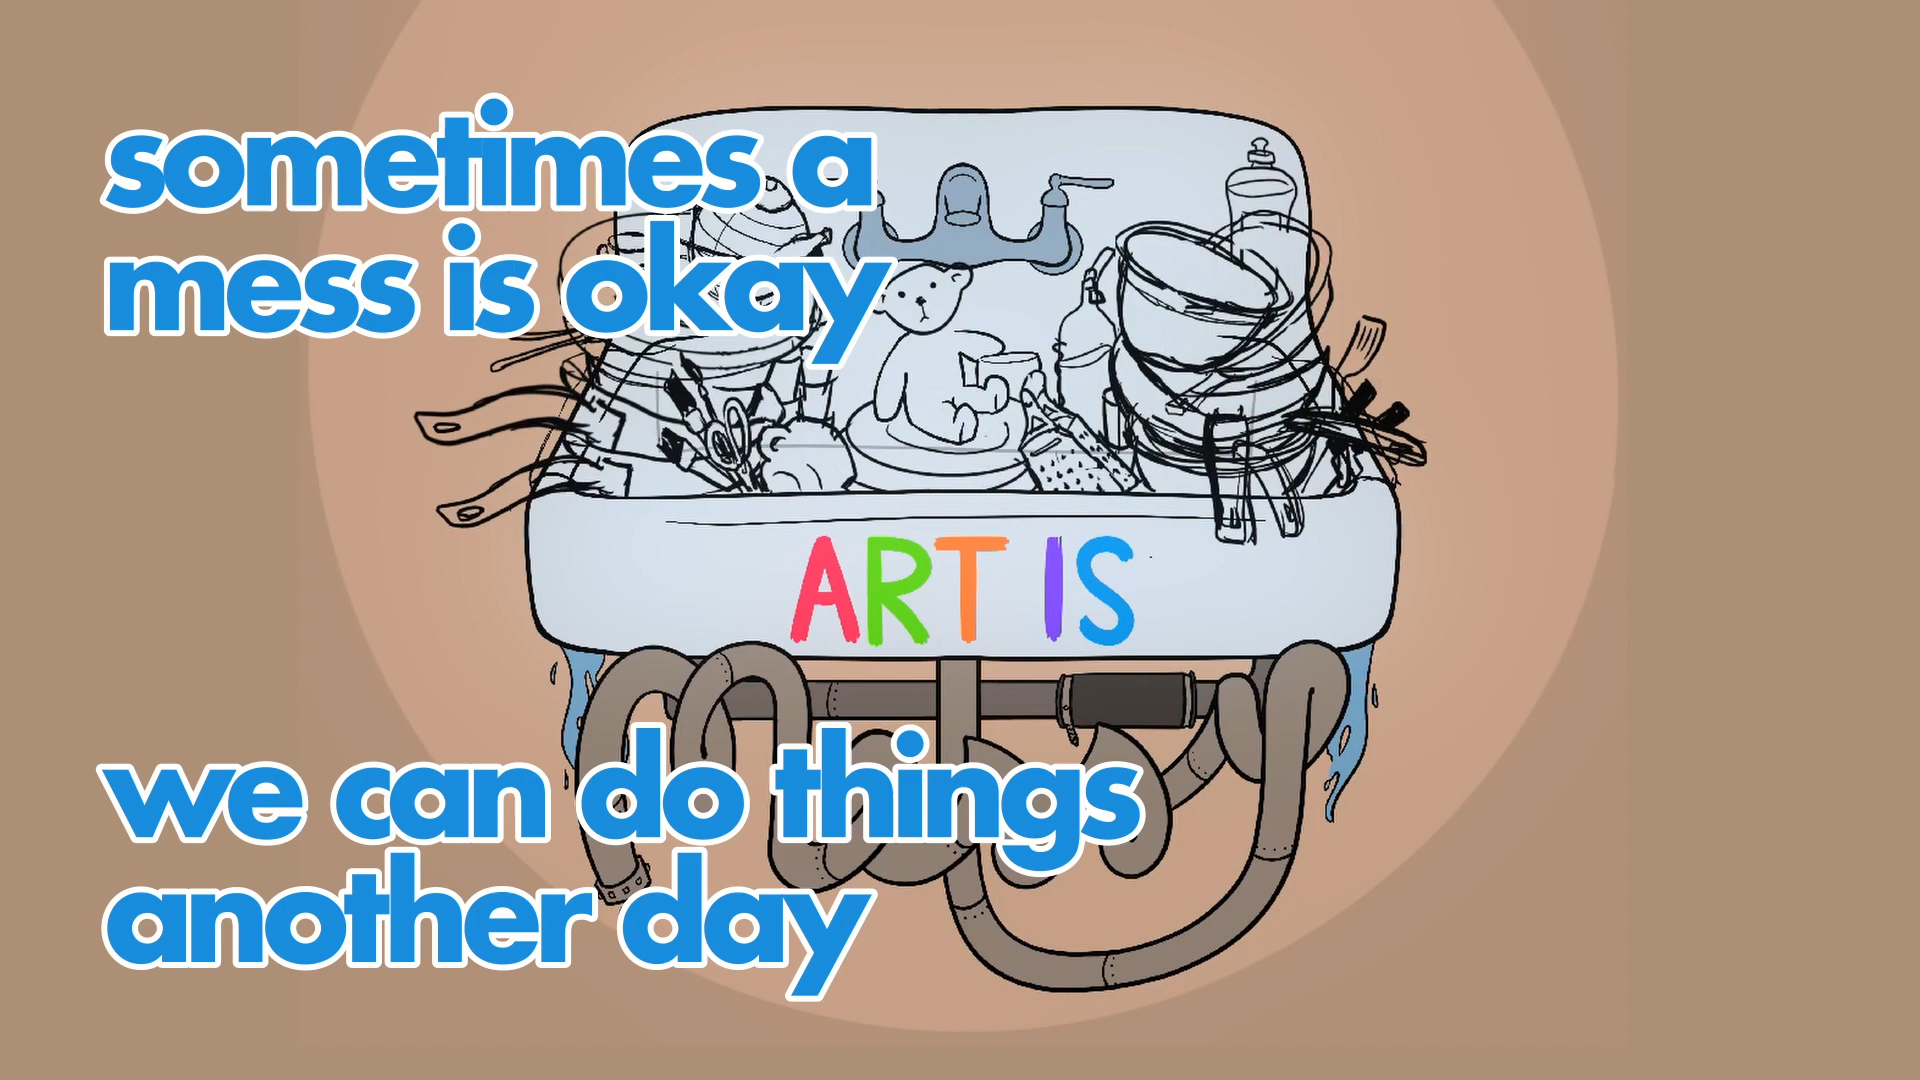 sometimes a
mess is okay
ART IS
we can do things
another day